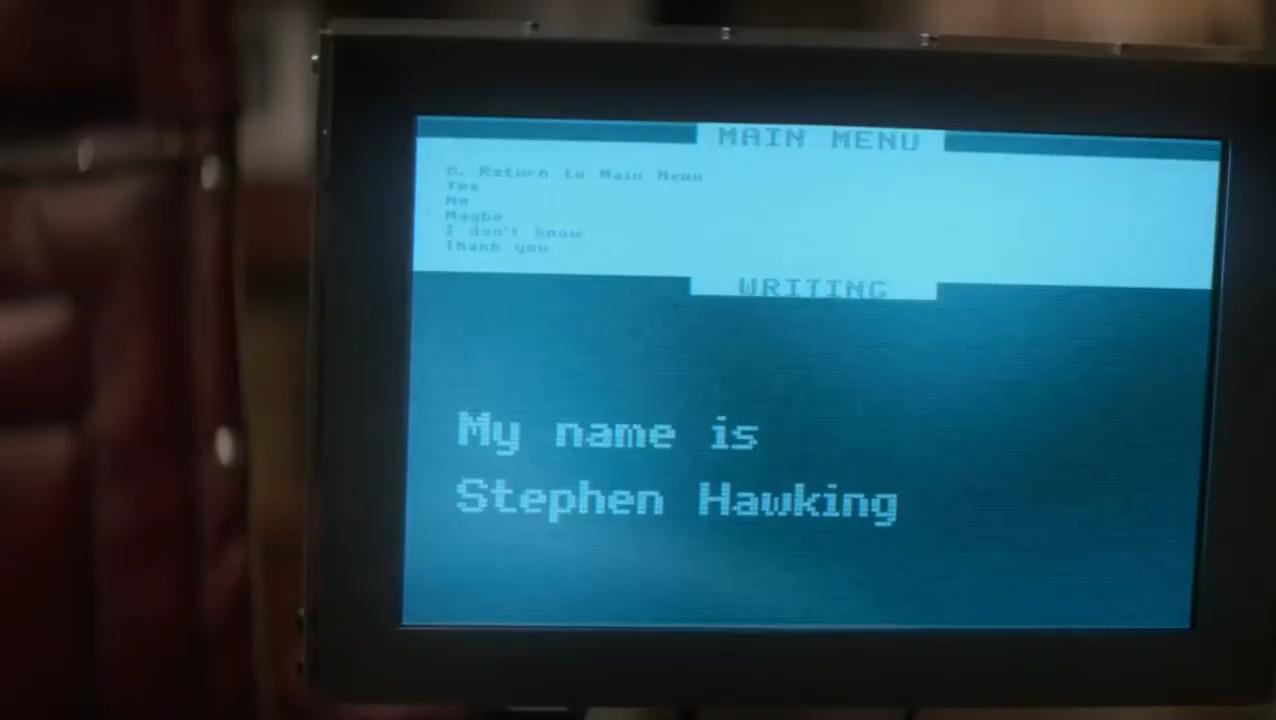 MAIN MENU
0. Return to Main Menu
Yes
No
Maybe
I don't know
Thank you
WRITING
My name is
Stephen Hawking